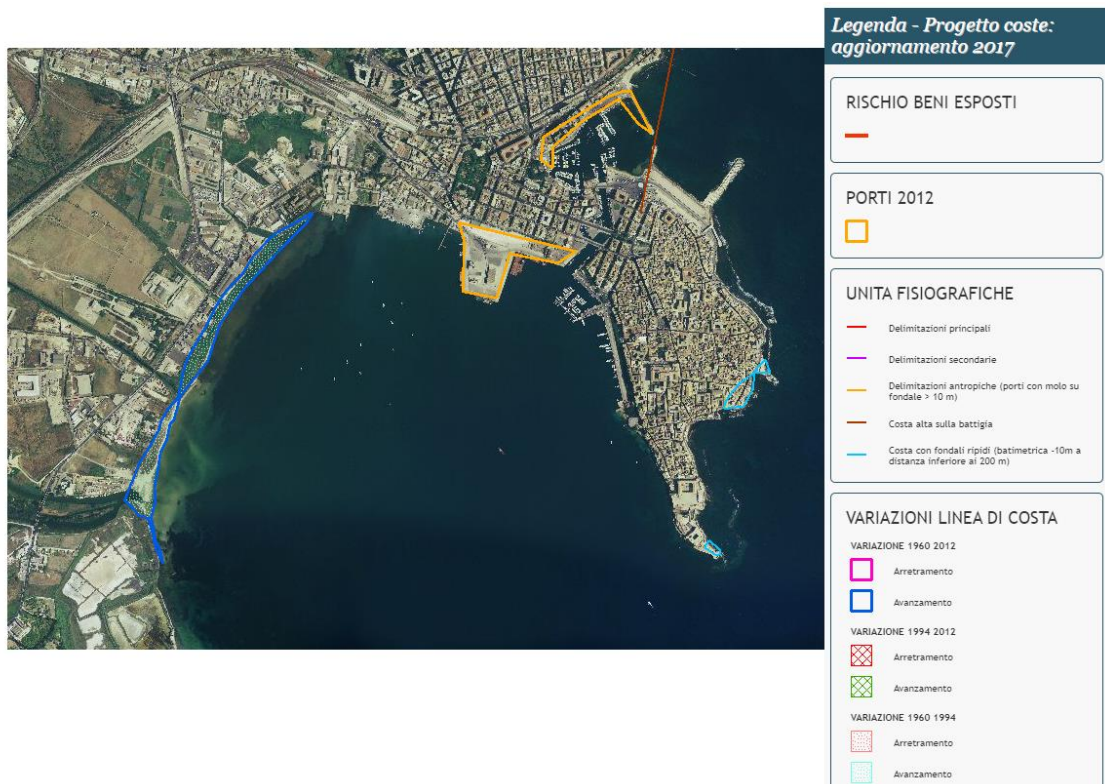 Legenda - Progetto coste:
aggiornamento 2017
RISCHIO BENI ESPOSTI
PORTI 2012
UNITA FISIOGRAFICHE
Delimitazioni principali
Delimitazioni secondarie
Delimitazioni antropiche (porti con molo su
fondale > 10 m)
Costa alta sulla battigia
Costa con fondali ripidi (batimetrica -10m a
distanza inferiore ai 200 m)
VARIAZIONI LINEA DI COSTA
VARIAZIONE 1960 2012
Arretramento
Avanzamento
VARIAZIONE 1994 2012
Arretramento
Avanzamento
VARIAZIONE 1960 1994
Arretramento
Avanzamento